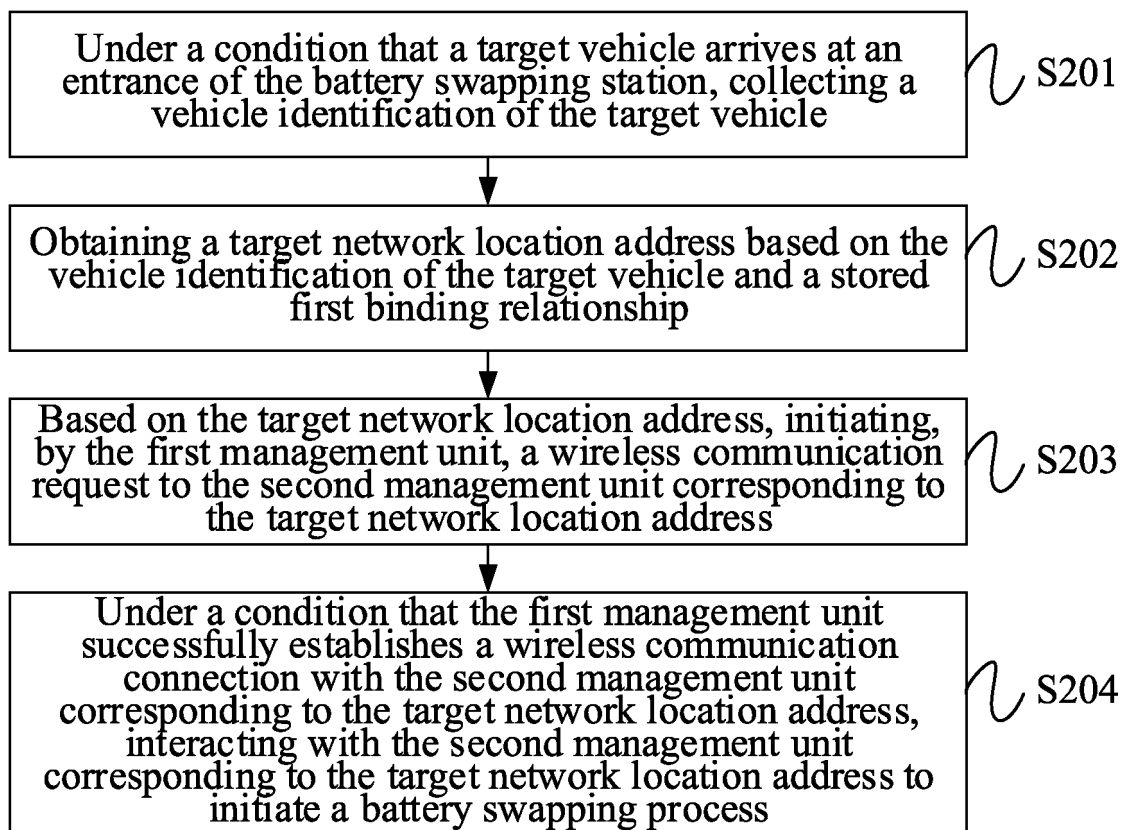 Under a condition that a target vehicle arrives at an
entrance of the battery swapping station, collecting a
vehicle identification of the target vehicle
S201
Obtaining a target network location address based on the
vehicle identification of the target vehicle and a stored
first binding relationship
S202
Based on the target network location address, initiating,
by the first management unit, a wireless communication
request to the second management unit corresponding to
the target network location address
S203
Under a condition that the first management unit
successfully establishes a wireless communication
connection with the second management unit
corresponding to the target network location address,
interacting with the second management unit
corresponding to the target network location address to
initiate a battery swapping process
S204